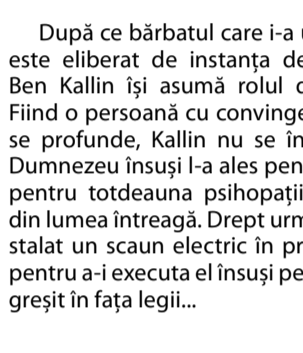 După ce bărbatul care i-a
este eliberat de instanța de
Ben Kallin își asumă rolul
Fiind o persoană cu convinge
se profunde, Kallin nu se în
Dumnezeu însuși l-a ales pen
pentru totdeauna psihopații
din lumea întreagă. Drept urm
stalat un scaun electric în pr
pentru a-i executa el însuși pe
greșit în fața legii...